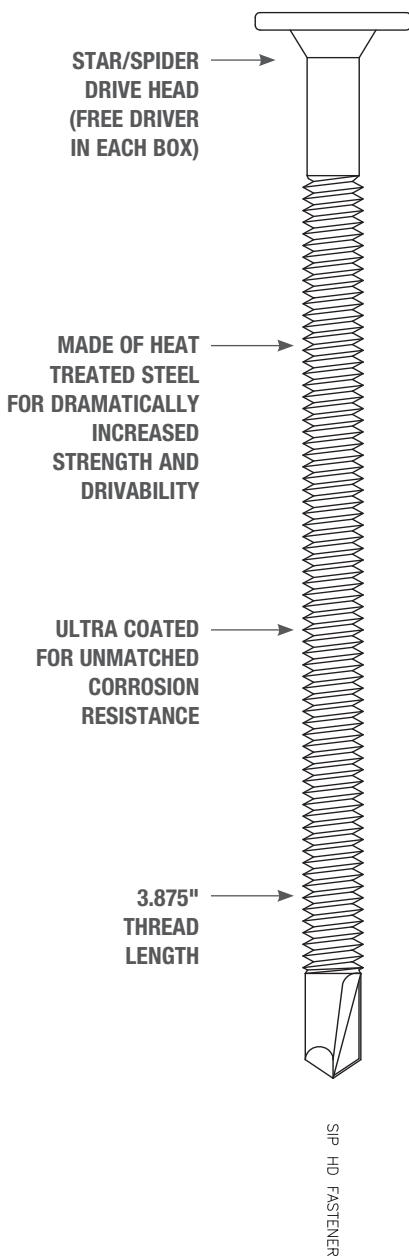 STAR/SPIDER
DRIVE HEAD
(FREE DRIVER
IN EACH BOX)
MADE OF HEAT
TREATED STEEL
FOR DRAMATICALLY
INCREASED
STRENGTH AND
DRIVABILITY
ULTRA COATED
FOR UNMATCHED
CORROSION
RESISTANCE
3.875"
THREAD
LENGTH
SIP HD FASTENER